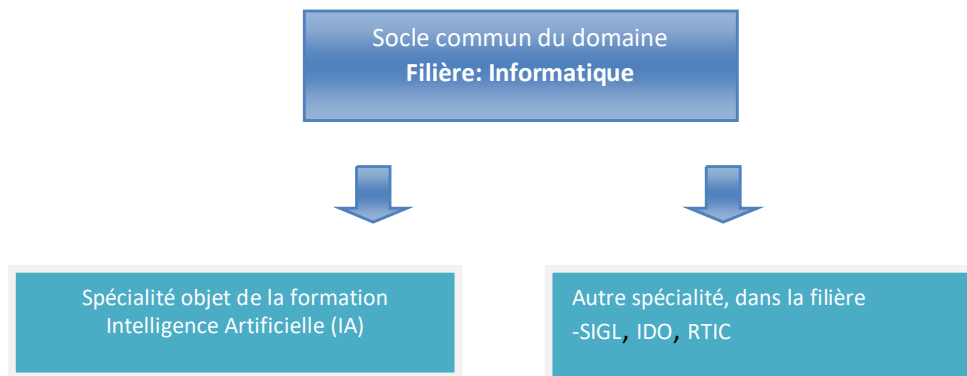 Socle commun du domaine
Filière: Informatique
Spécialité objet de la formation
Intelligence Artificielle (IA)
Autre spécialité, dans la filière
-SIGL, IDO, RTIC